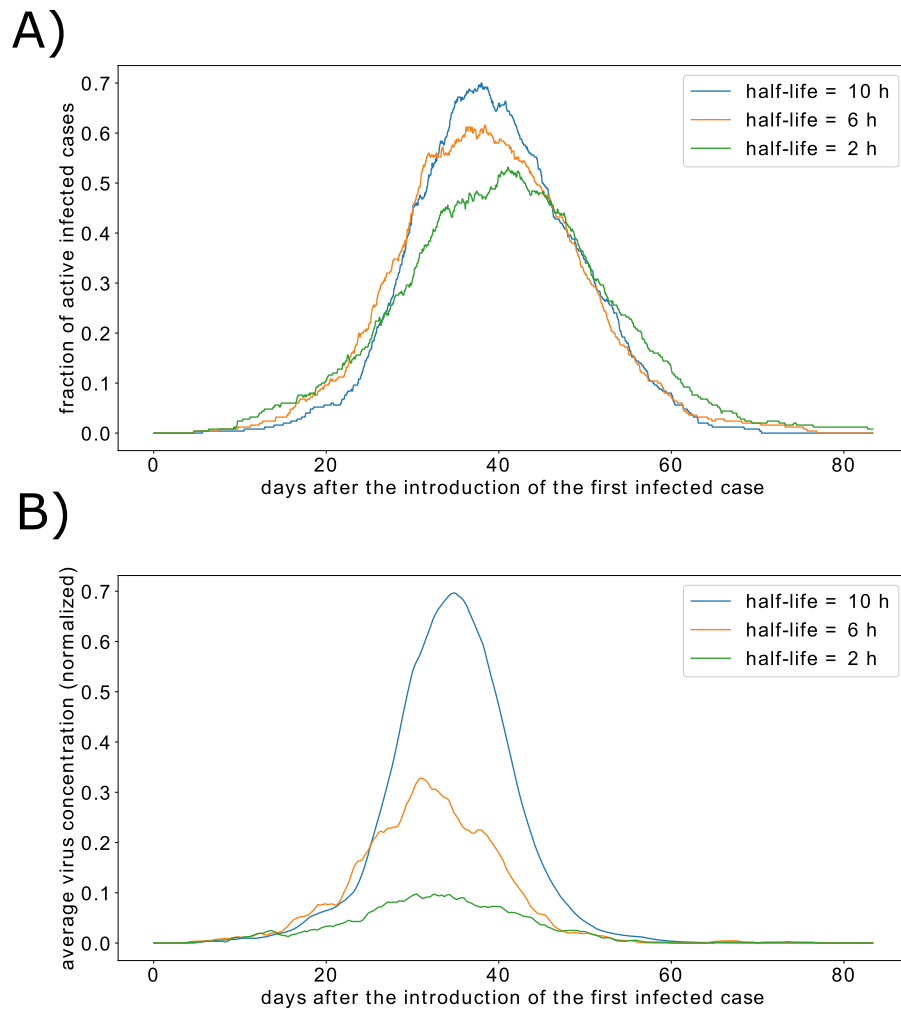 A)
fraction of active infected cases
0.7
0.6
0.5
0.4
0.3
0.2
0.1
0.0
half-life = 10 h
half-life = 6 h
half-life = 2 h
0 20 40 60 80
days after the introduction of the first infected case
B)
average virus concentration (normalized)
0.7
0.6
0.5
0.4
0.3
0.2
0.1
0.0
half-life = 10 h
half-life = 6 h
half-life = 2 h
0 20 40 60 80
days after the introduction of the first infected case